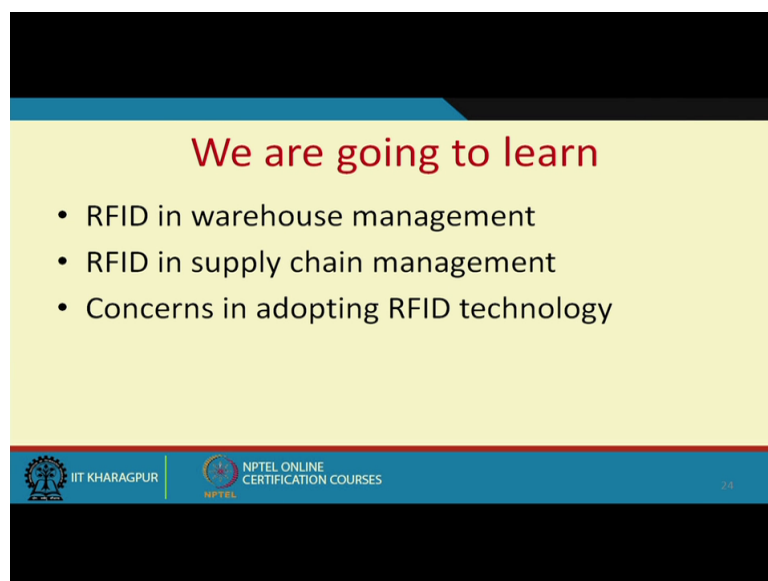 We are going to learn
• RFID in warehouse management
• RFID in supply chain management
• Concerns in adopting RFID technology
IIT KHARAGPUR
NPTEL
NPTEL ONLINE
CERTIFICATION COURSES
24